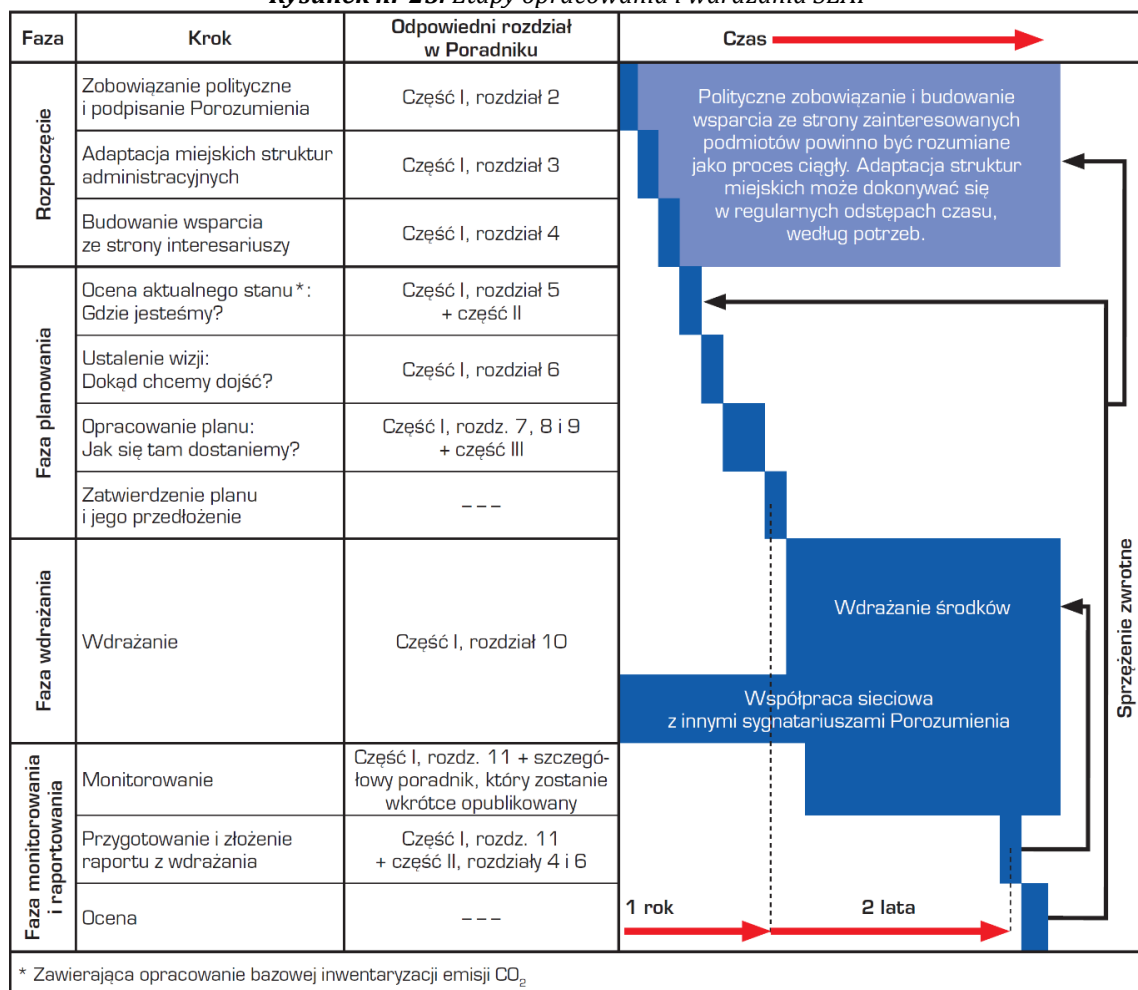 Rysunek nr 23. Etapy opracowania i wdrażania SEAP
Faza
Krok
Odpowiedni rozdział
w Poradniku
Czas
Rozpoczęcie
Zobowiązanie polityczne
i podpisanie Porozumienia
Część I, rozdział 2
Adaptacja miejskich struktur
administracyjnych
Część I, rozdział 3
Budowanie wsparcia
ze strony interesariuszy
Część I, rozdział 4
Polityczne zobowiązanie i budowanie
wsparcia ze strony zainteresowanych
podmiotów powinno być rozumiane
jako proces ciągły. Adaptacja struktur
miejskich może dokonywać się
w regularnych odstępach czasu,
według potrzeb.
Faza planowania
Ocena aktualnego stanu*:
Gdzie jesteśmy?
Część I, rozdział 5
+ część II
Ustalenie wizji:
Dokąd chcemy dojść?
Część I, rozdział 6
Opracowanie planu:
Jak się tam dostaniemy?
Część I, rozdz. 7, 8 i 9
+ część III
Zatwierdzenie planu
i jego przedłożenie
– – –
Faza wdrażania
Wdrażanie
Część I, rozdział 10
Wdrażanie środków
Współpraca sieciowa
z innymi sygnatariuszami Porozumienia
Sprzężenie zwrotne
Faza monitorowania
i raportowania
Monitorowanie
Część I, rozdz. 11 + szczegó-
łowy poradnik, który zostanie
wkrótce opublikowany
Przygotowanie i złożenie
raportu z wdrażania
Część I, rozdz. 11
+ część II, rozdziały 4 i 6
Ocena
– – –
1 rok
2 lata
* Zawierająca opracowanie bazowej inwentaryzacji emisji CO₂